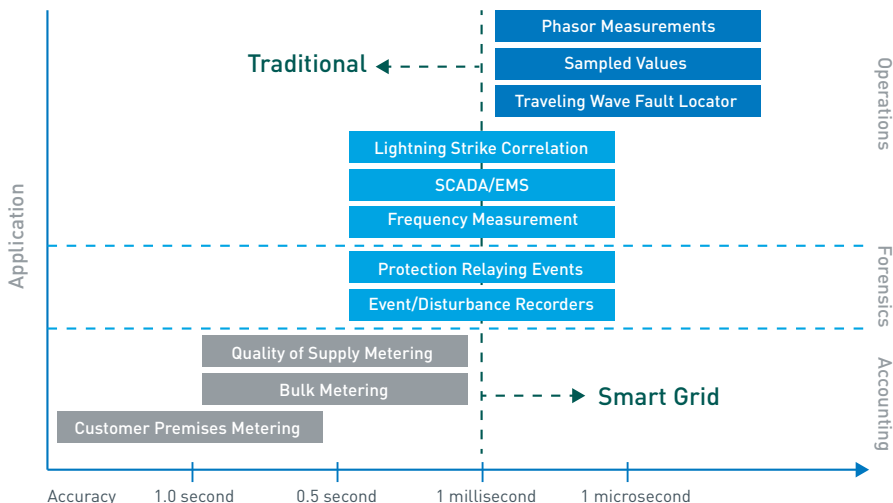 Phasor Measurements
Traditional
Sampled Values
Traveling Wave Fault Locator
Operations
Lightning Strike Correlation
SCADA/EMS
Frequency Measurement
Application
Protection Relaying Events
Event/Disturbance Recorders
Forensics
Quality of Supply Metering
Bulk Metering
Smart Grid
Customer Premises Metering
Accounting
Accuracy 1.0 second 0.5 second 1 millisecond 1 microsecond